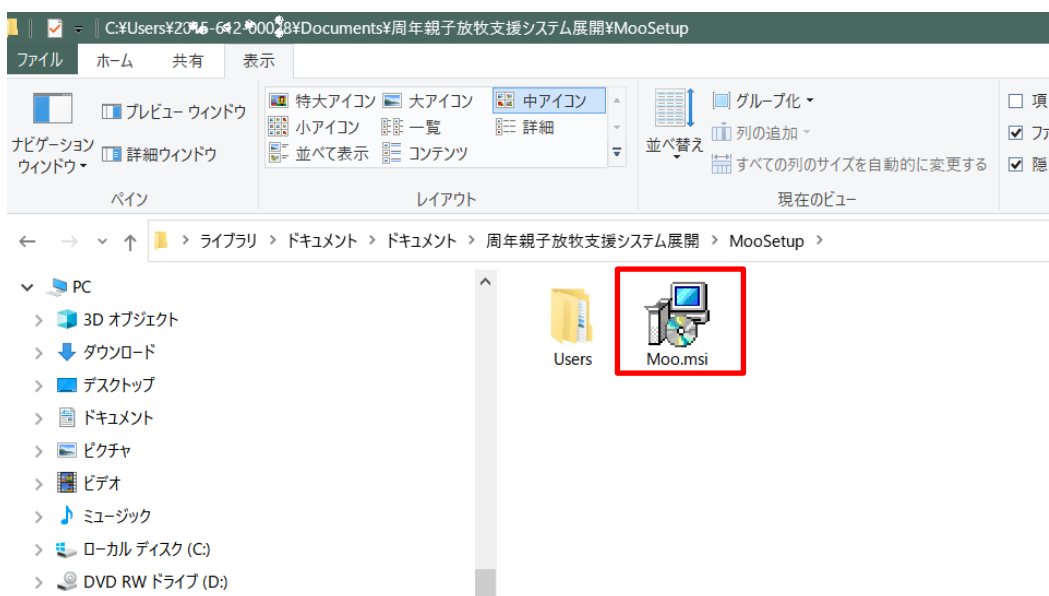 C:¥Users¥ ¥Documents¥周年親子放牧支援システム展開¥MooSetup
ファイル ホーム 共有 表示
ナビゲーション ウィンドウ
プレビュー ウィンドウ
詳細ウィンドウ
ペイン
特大アイコン 大アイコン 中アイコン
小アイコン 一覧 詳細
並べて表示 コンテンツ
レイアウト
並べ替え
グループ化
列の追加
すべての列のサイズを自動的に変更する
現在のビュー
項
ファ
隠
ライブラリ > ドキュメント > ドキュメント > 周年親子放牧支援システム展開 > MooSetup >
PC
3D オブジェクト
ダウンロード
デスクトップ
ドキュメント
ピクチャ
ビデオ
ミュージック
ローカル ディスク (C:)
DVD RW ドライブ (D:)
Users
Moo.msi